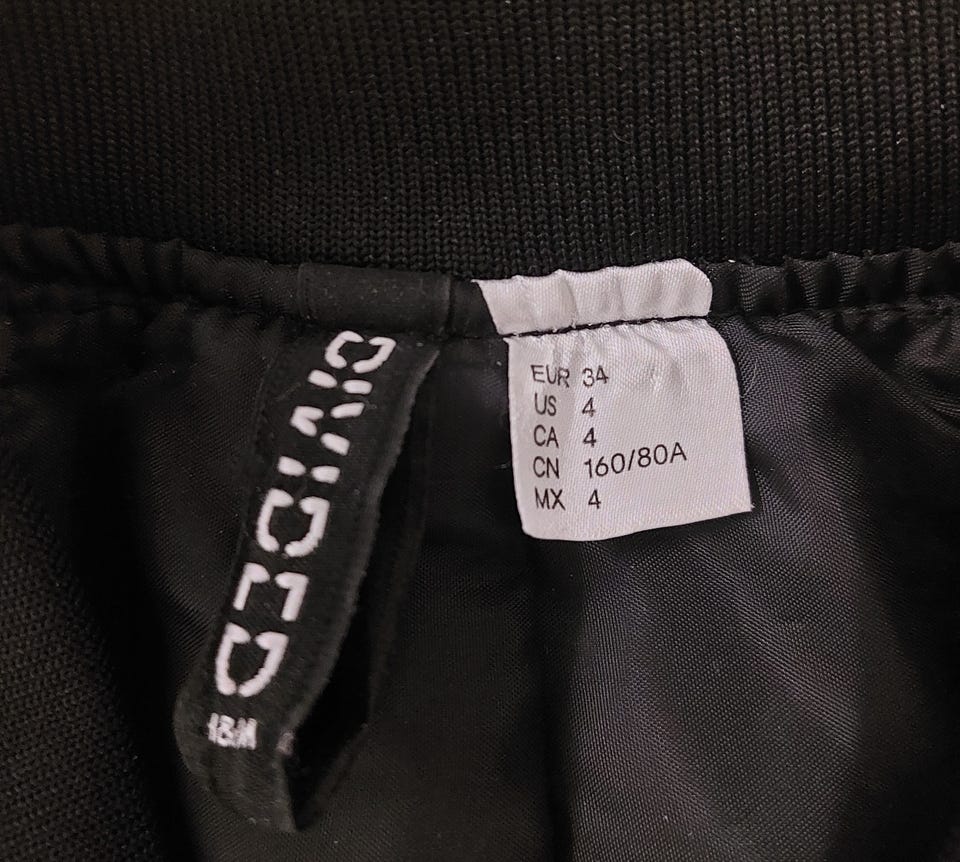 DIVIDED
H&M
EUR 34
US 4
CA 4
CN 160/80A
MX 4